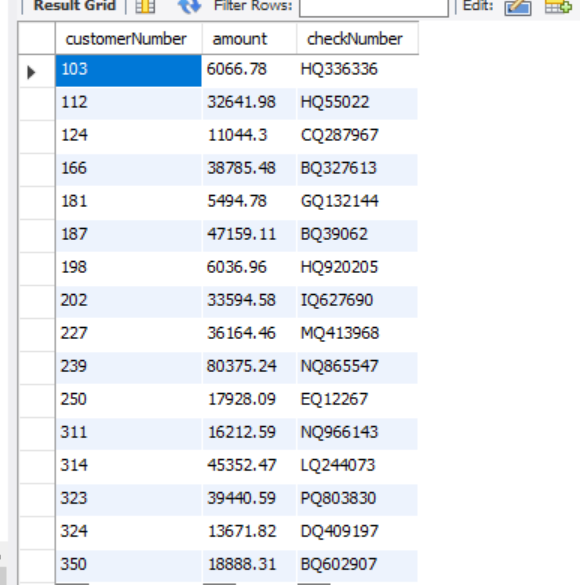 Result Grid Filter Rows: Edit:
customerNumber amount checkNumber
103 6066.78 HQ336336
112 32641.98 HQ55022
124 11044.3 CQ287967
166 38785.48 BQ327613
181 5494.78 GQ132144
187 47159.11 BQ39062
198 6036.96 HQ920205
202 33594.58 IQ627690
227 36164.46 MQ413968
239 80375.24 NQ865547
250 17928.09 EQ12267
311 16212.59 NQ966143
314 45352.47 LQ244073
323 39440.59 PQ803830
324 13671.82 DQ409197
350 18888.31 BQ602907